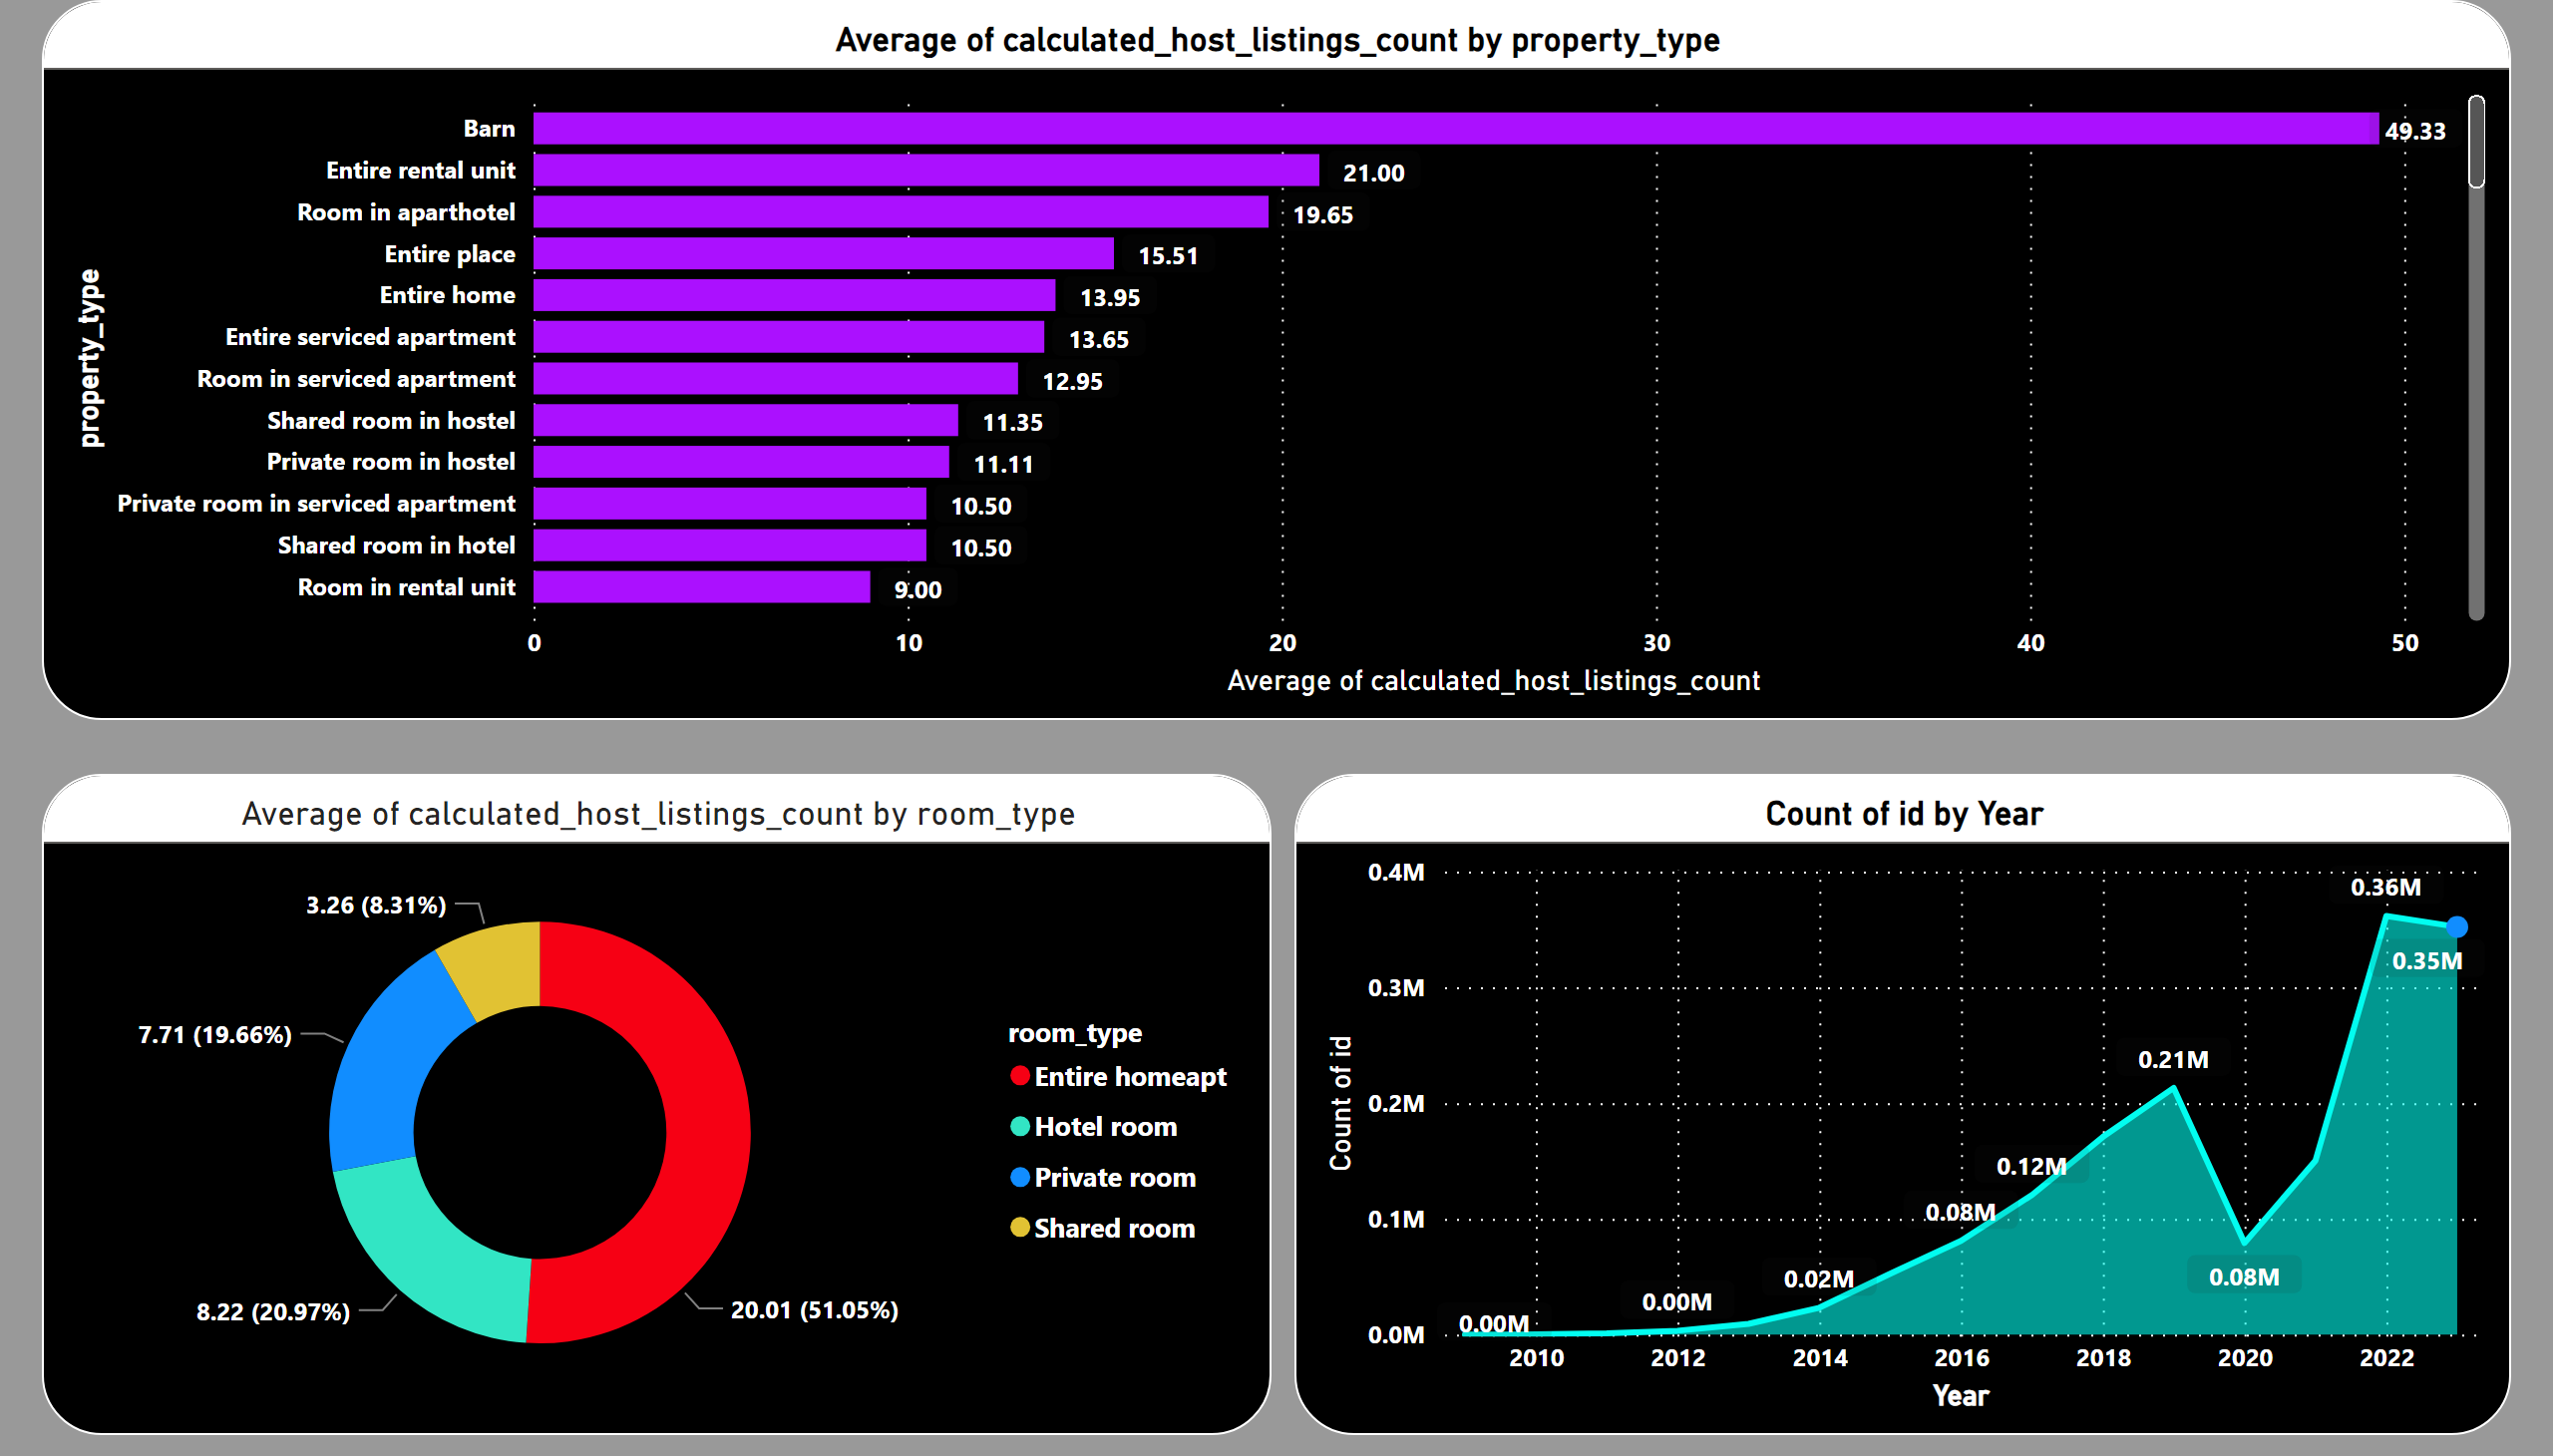 Average of calculated_host_listings_count by property_type
property_type
Barn 49.33
Entire rental unit 21.00
Room in aparthotel 19.65
Entire place 15.51
Entire home 13.95
Entire serviced apartment 13.65
Room in serviced apartment 12.95
Shared room in hostel 11.35
Private room in hostel 11.11
Private room in serviced apartment 10.50
Shared room in hotel 10.50
Room in rental unit 9.00
0 10 20 30 40 50
Average of calculated_host_listings_count
Average of calculated_host_listings_count by room_type
3.26 (8.31%)
7.71 (19.66%)
8.22 (20.97%)
20.01 (51.05%)
room_type
Entire homeapt
Hotel room
Private room
Shared room
Count of id by Year
Count of id
0.4M
0.3M
0.2M
0.1M
0.0M
0.00M
0.00M
0.02M
0.08M
0.12M
0.21M
0.08M
0.36M
0.35M
2010 2012 2014 2016 2018 2020 2022
Year